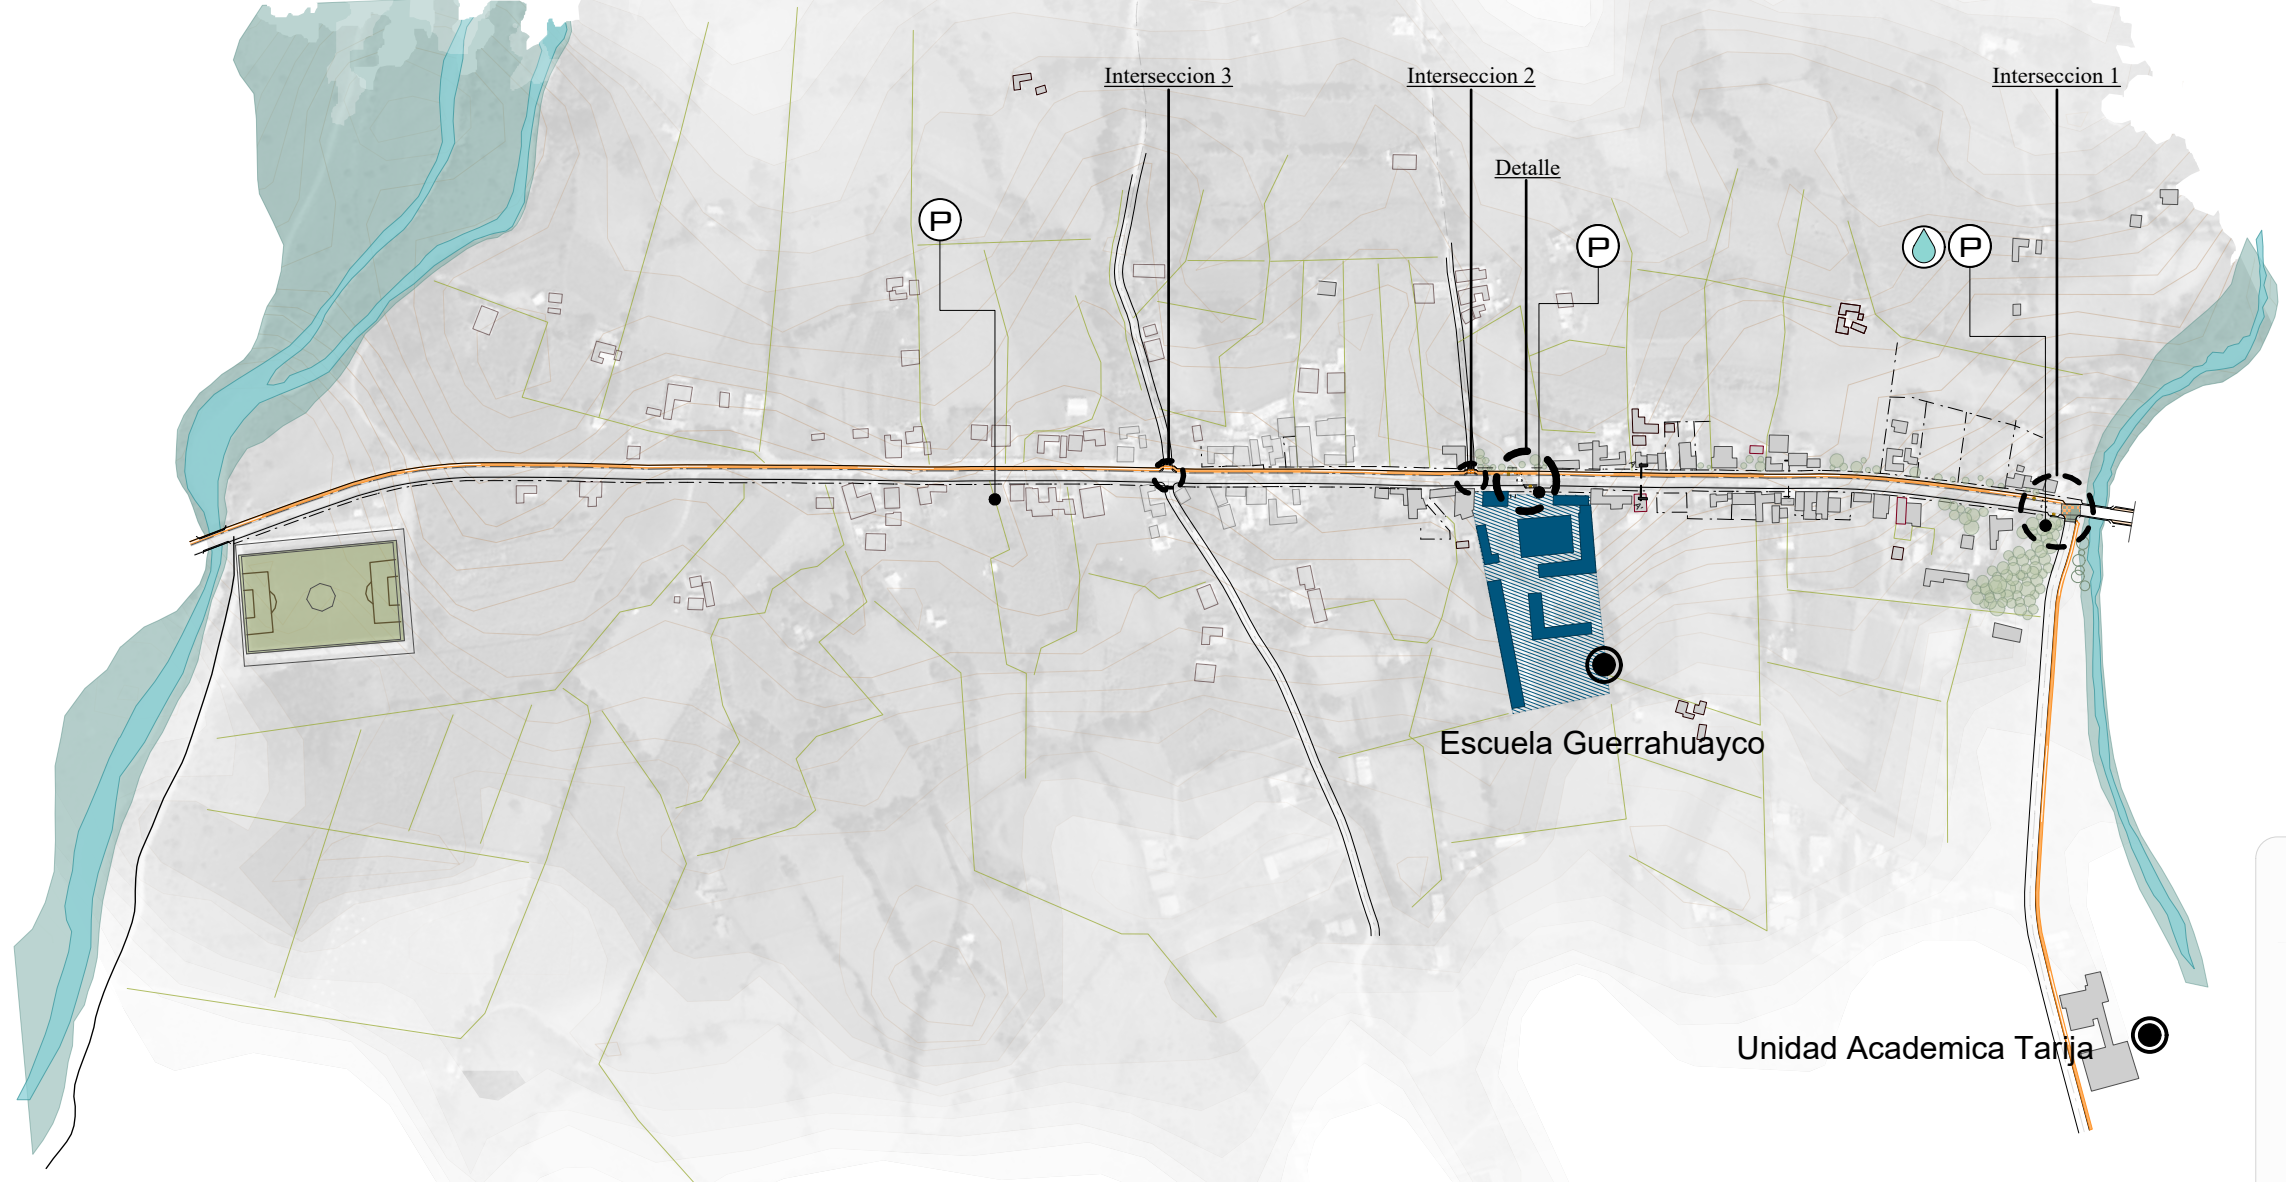 Interseccion 3
Interseccion 2
Interseccion 1
Detalle
P
P
P
Escuela Guerrahuayco
Unidad Academica Tarija